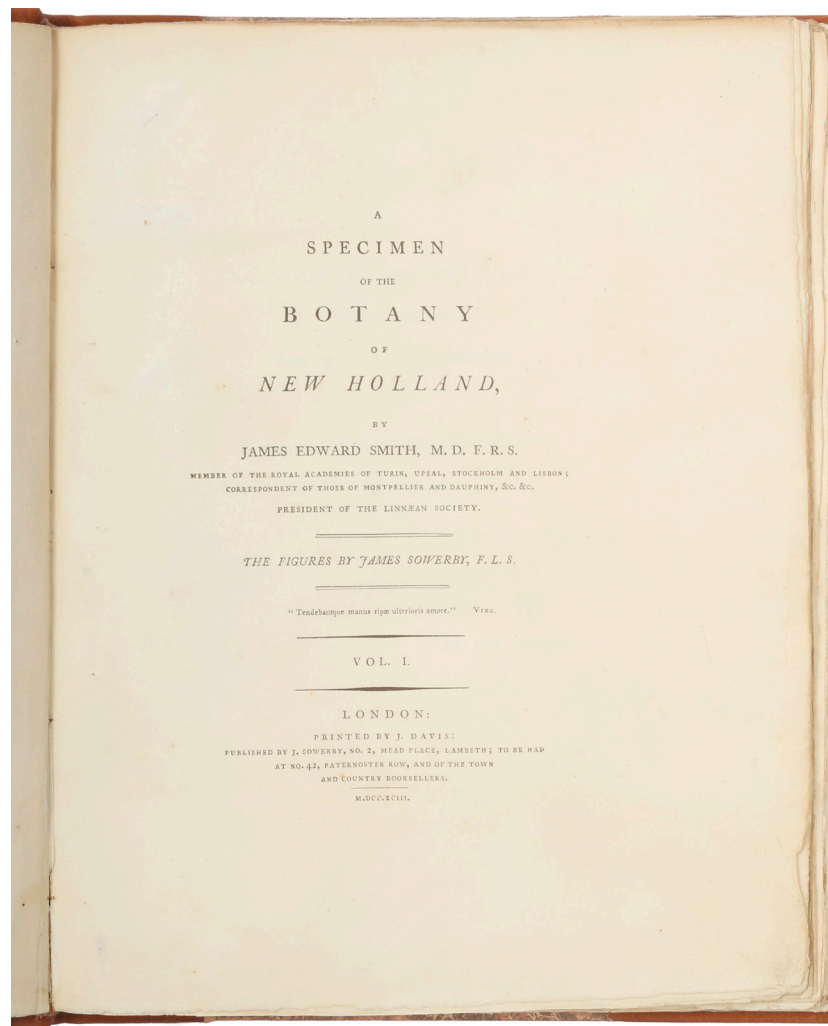 A
SPECIMEN
OF THE
BOTANY
OF
NEW HOLLAND,
BY
JAMES EDWARD SMITH, M. D. F. R. S.
MEMBER OF THE ROYAL ACADEMIES OF TURIN, UPSAL, STOCKHOLM AND LISBON;
CORRESPONDENT OF THOSE OF MONTPELLIER AND DAUPHINY, &C. &C.
PRESIDENT OF THE LINNÆAN SOCIETY.
THE FIGURES BY JAMES SOWERBY, F. L. S.
"Tendebantque manus ripæ ulterioris amore." VIRG.
VOL. I.
LONDON:
PRINTED BY J. DAVIS:
PUBLISHED BY J. SOWERBY, NO. 2, MEAD PLACE, LAMBETH; TO BE HAD
AT NO. 42, PATERNOSTER ROW, AND OF THE TOWN
AND COUNTRY BOOKSELLERS.
M.DCC.XCIII.